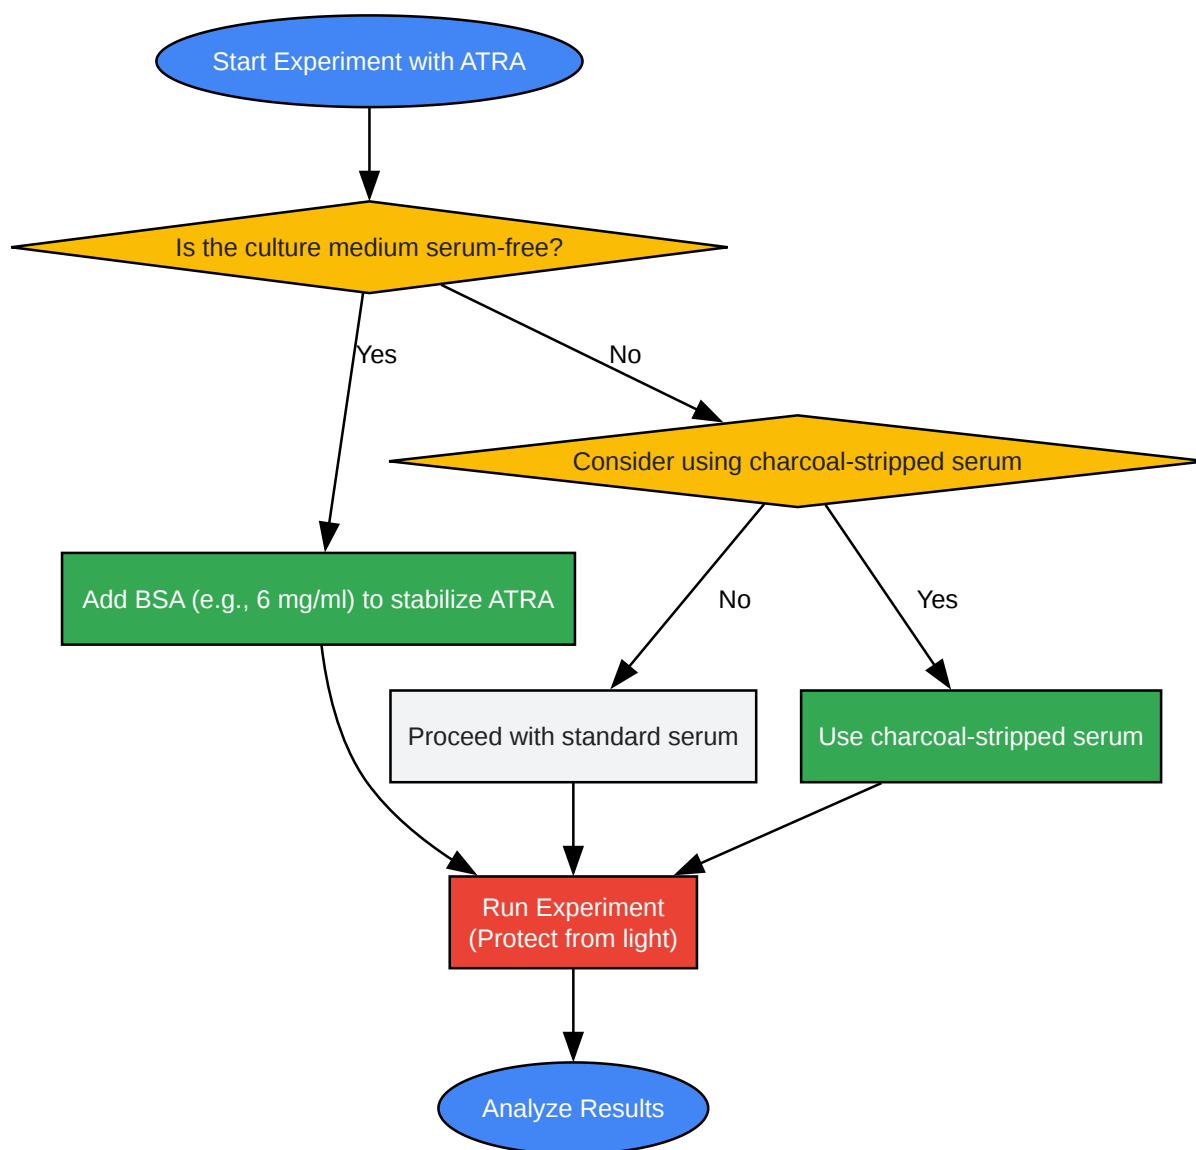 Start Experiment with ATRA
Is the culture medium serum-free?
Yes
No
Consider using charcoal-stripped serum
Add BSA (e.g., 6 mg/ml) to stabilize ATRA
No
Yes
Proceed with standard serum
Use charcoal-stripped serum
Run Experiment
(Protect from light)
Analyze Results